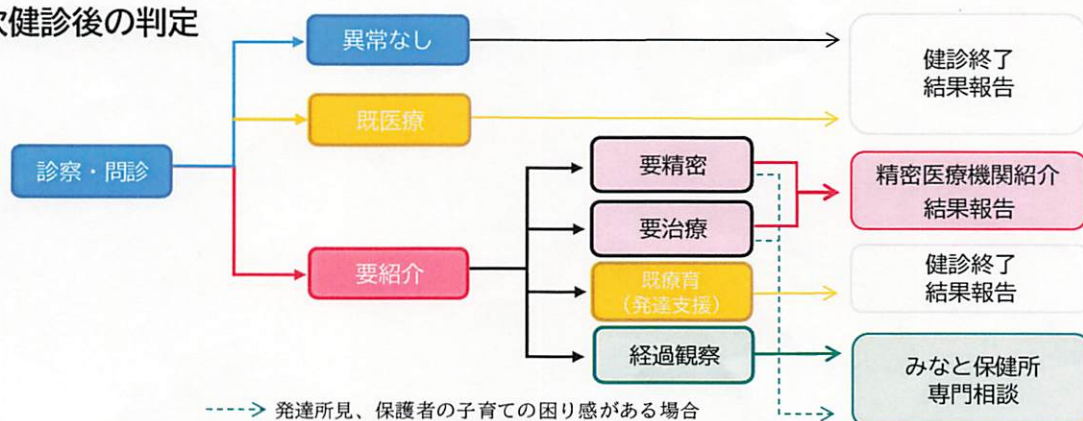 次健診後の判定
異常なし
健診終了
結果報告
既医療
診察・問診
要精密
精密医療機関紹介
結果報告
要治療
要紹介
既療育
(発達支援)
健診終了
結果報告
経過観察
みなと保健所
専門相談
発達所見、保護者の子育ての困り感がある場合